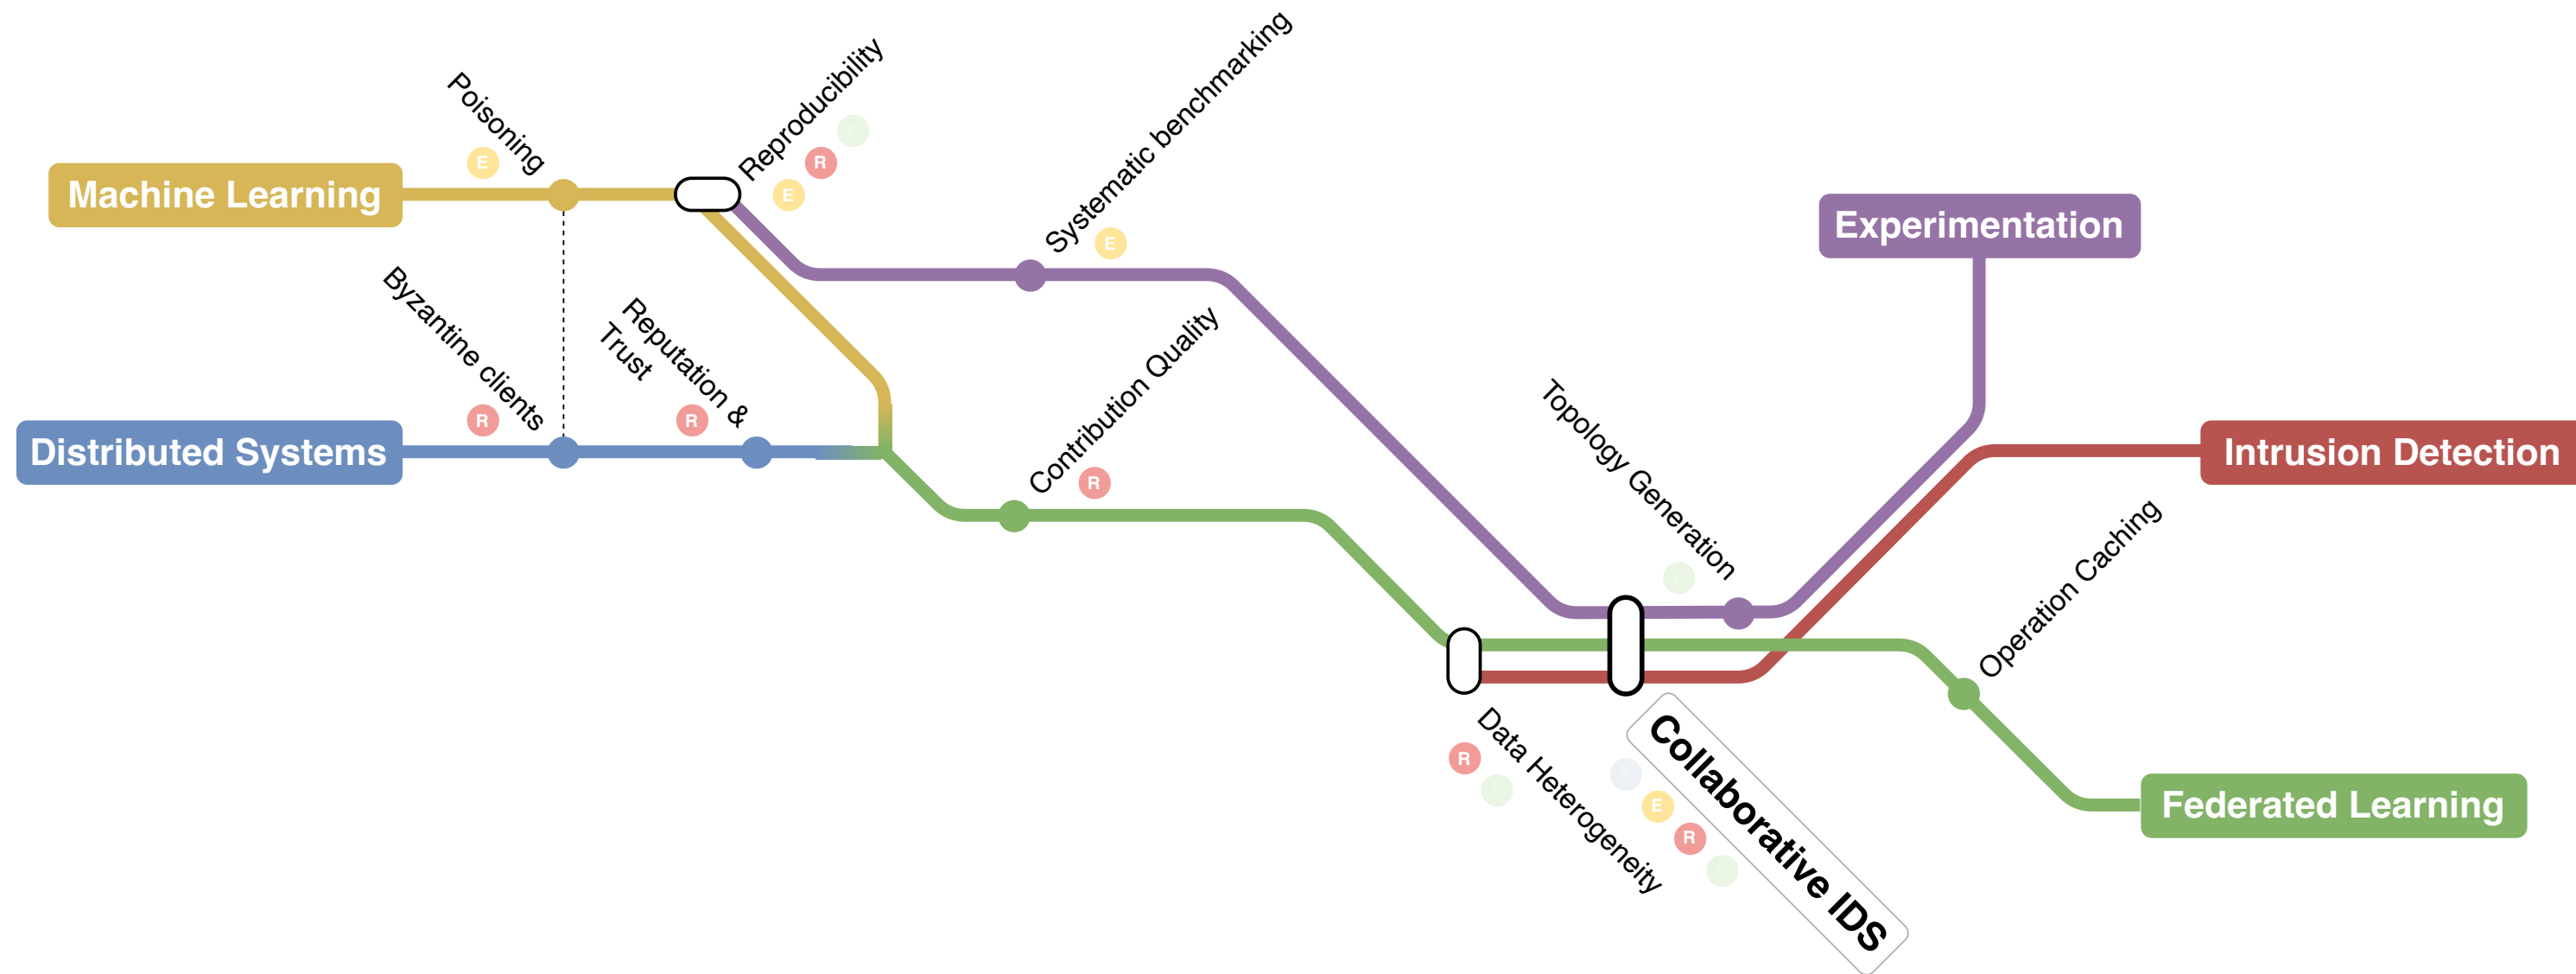 Machine Learning
Poisoning
E
Reproducibility
E
R
F
Systematic benchmarking
E
Experimentation
Distributed Systems
Byzantine clients
R
Reputation &
Trust
R
Contribution Quality
R
Topology Generation
F
Intrusion Detection
Operation Caching
Data Heterogeneity
R
F
Collaborative IDS
S
E
R
F
Federated Learning